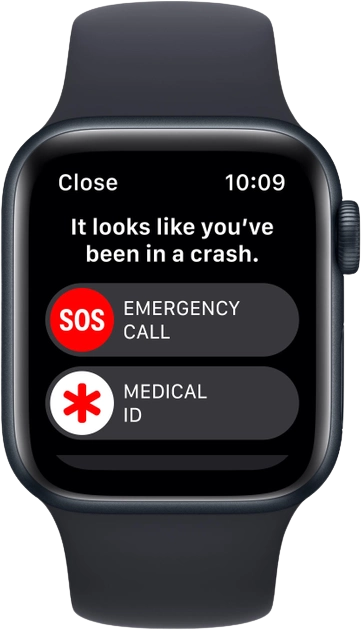 Close 10:09
It looks like you’ve
been in a crash.
SOS EMERGENCY
CALL
MEDICAL
ID